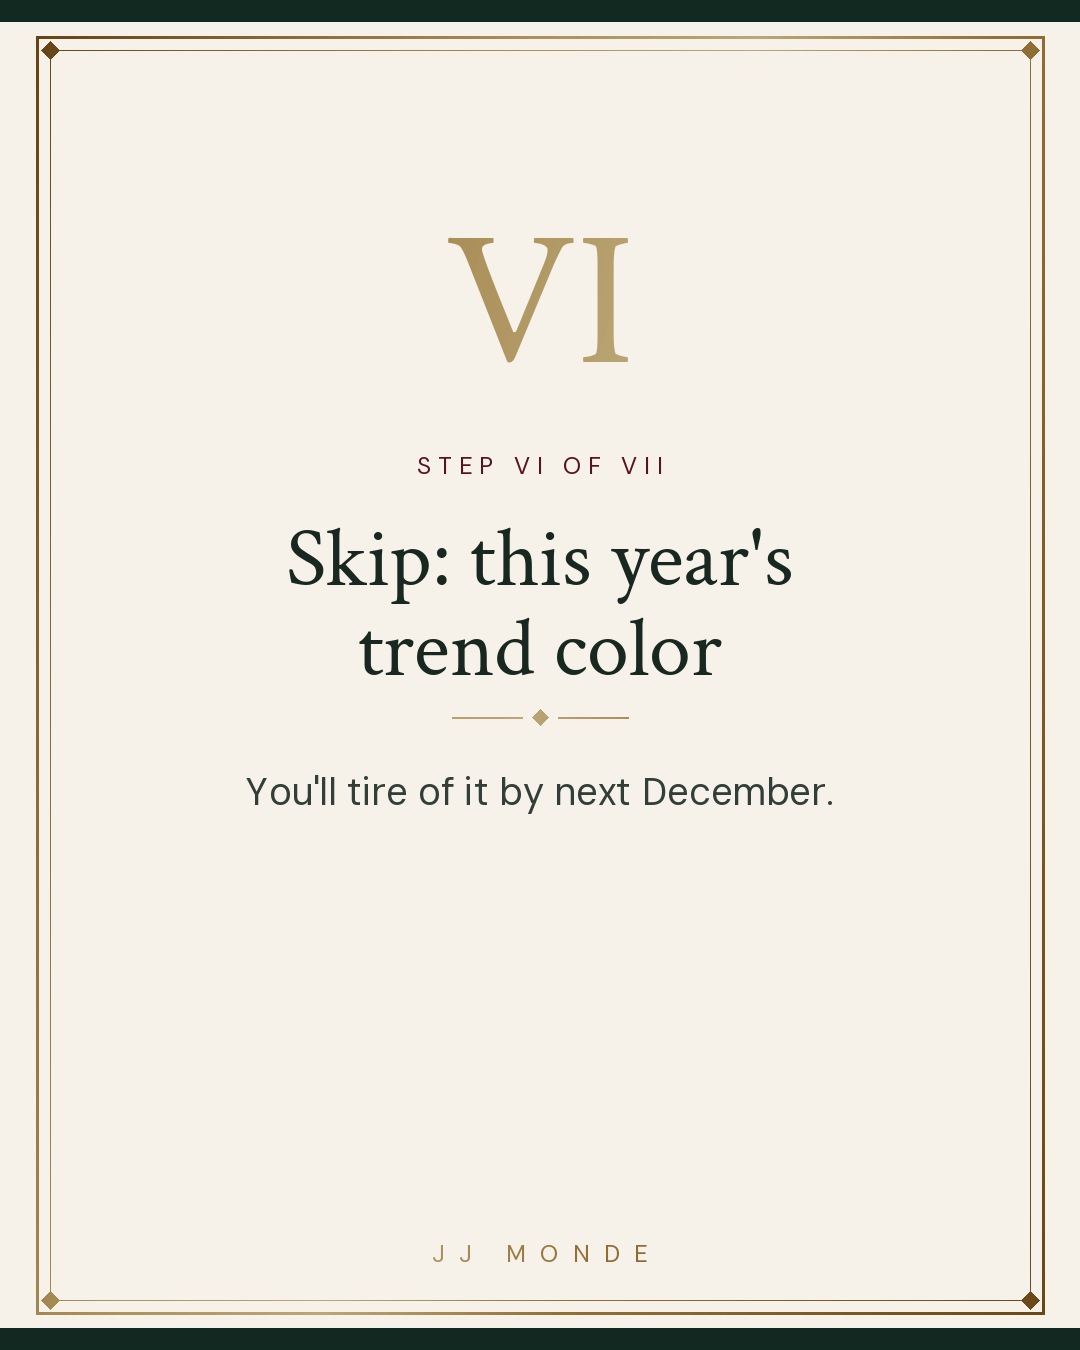 VI
STEP VI OF VII
Skip: this year's
trend color
You'll tire of it by next December.
JJ MONDE